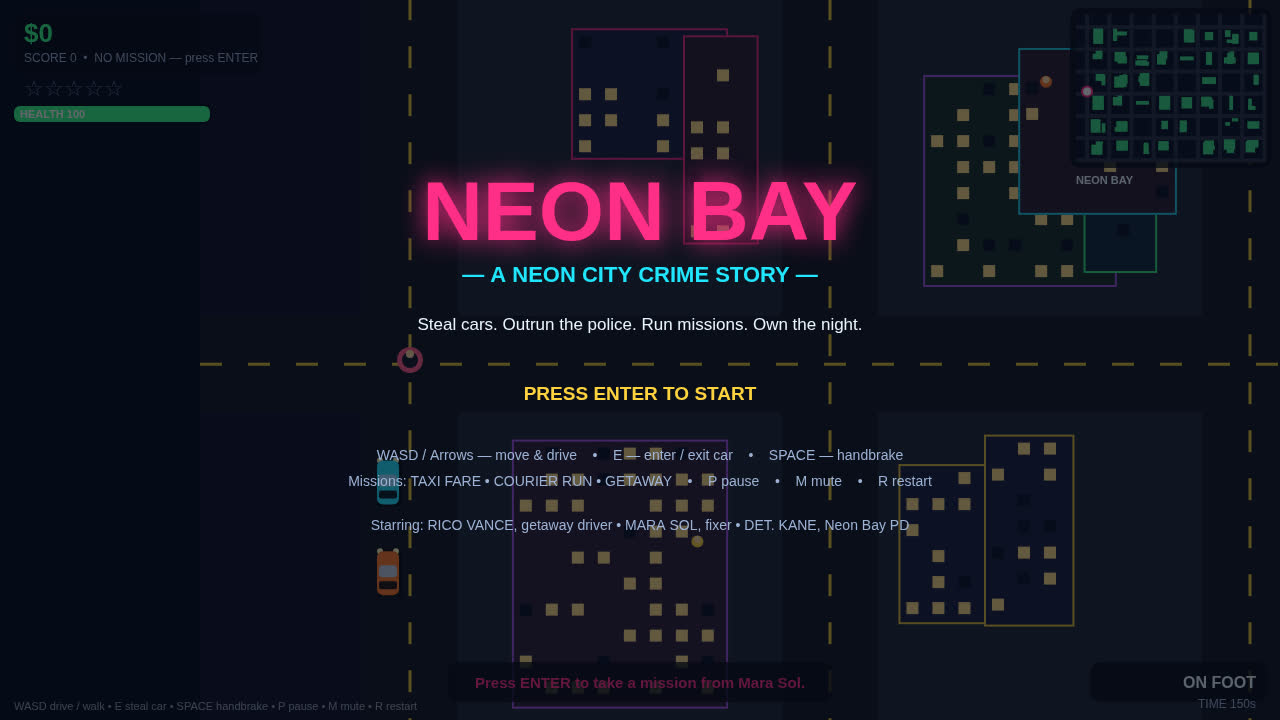 $0
SCORE 0 • NO MISSION — press ENTER
☆☆☆☆☆
HEALTH 100
NEON BAY
NEON BAY
— A NEON CITY CRIME STORY —
Steal cars. Outrun the police. Run missions. Own the night.
PRESS ENTER TO START
WASD / Arrows — move & drive • E — enter / exit car • SPACE — handbrake
Missions: TAXI FARE • COURIER RUN • GETAWAY • P pause • M mute • R restart
Starring: RICO VANCE, getaway driver • MARA SOL, fixer • DET. KANE, Neon Bay PD
Press ENTER to take a mission from Mara Sol.
ON FOOT
TIME 150s
WASD drive / walk • E steal car • SPACE handbrake • P pause • M mute • R restart